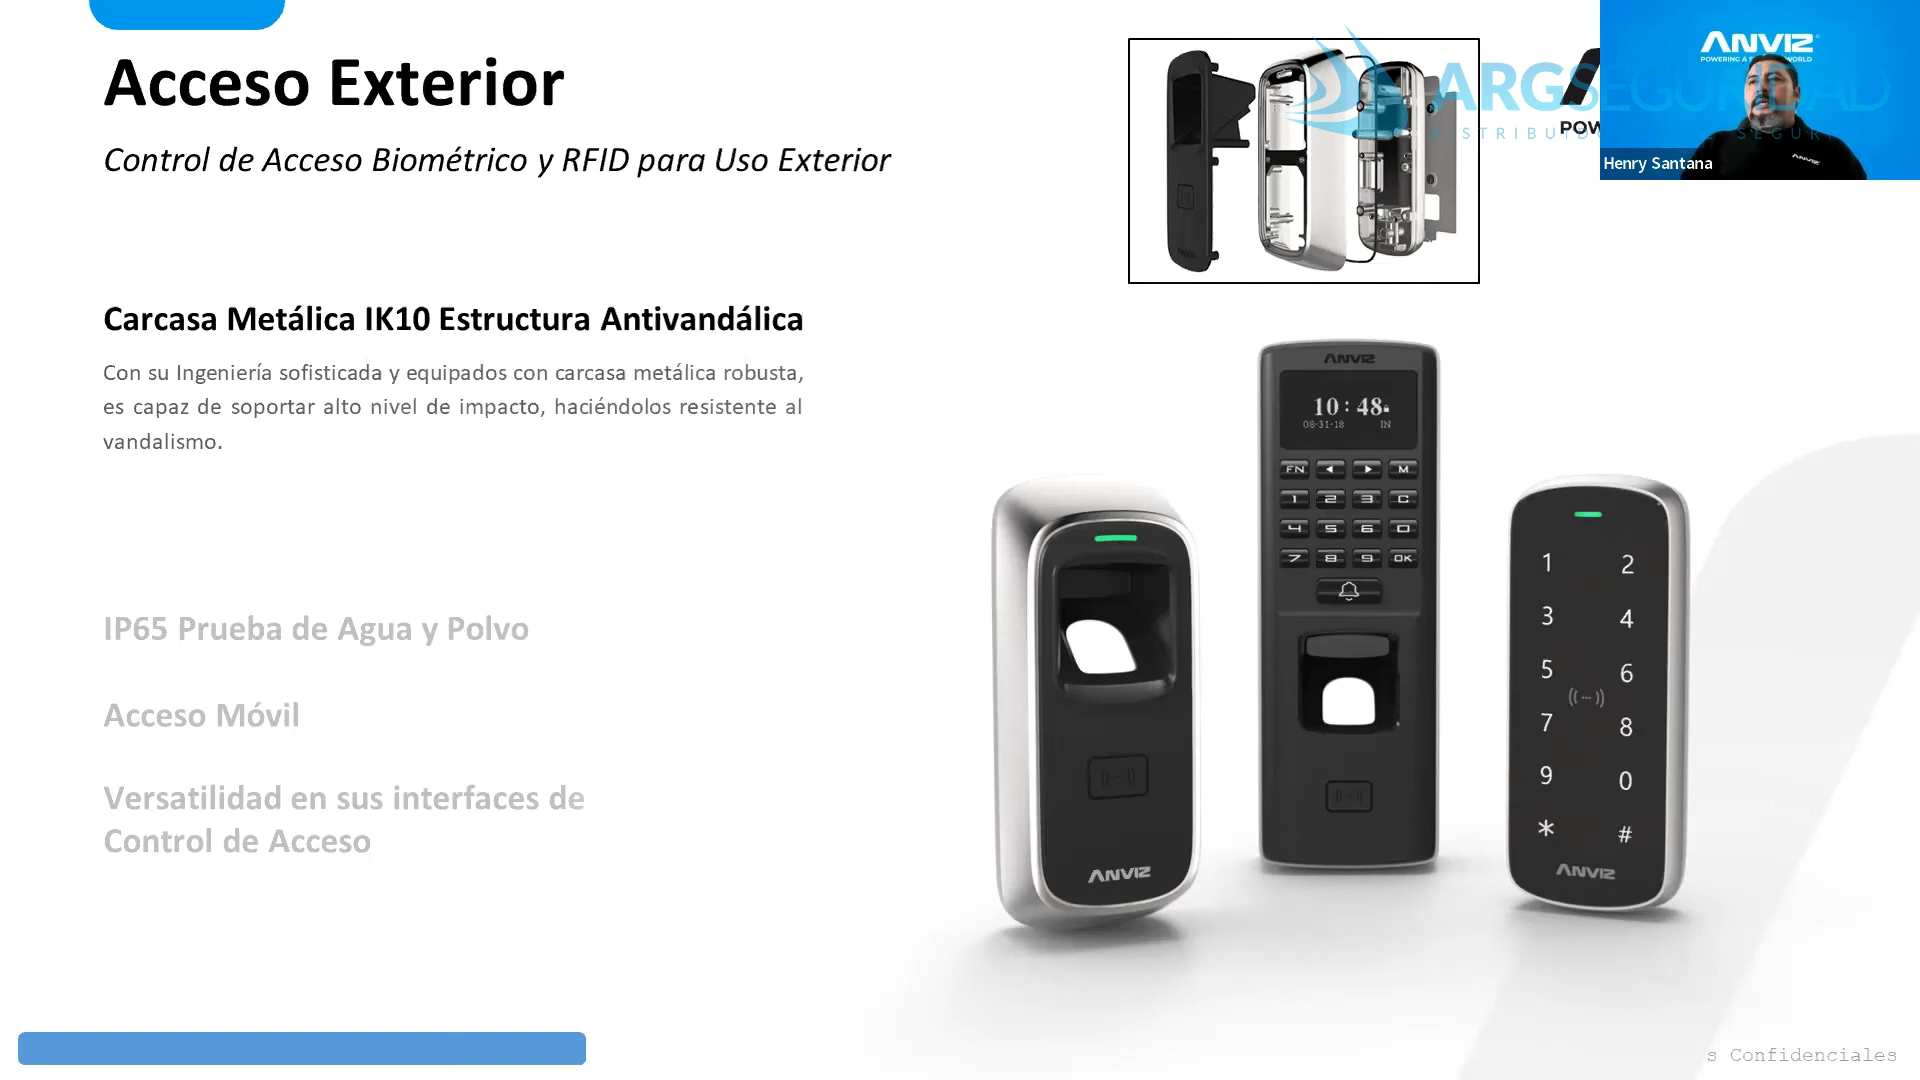 Acceso Exterior
Control de Acceso Biométrico y RFID para Uso Exterior
ANVIZ
ARGSEGURIDAD
Henry Santana
Carcasa Metálica IK10 Estructura Antivandálica
Con su Ingeniería sofisticada y equipados con carcasa metálica robusta,
es capaz de soportar alto nivel de impacto, haciéndolos resistente al
vandalismo.
IP65 Prueba de Agua y Polvo
Acceso Móvil
Versatilidad en sus interfaces de
Control de Acceso
ANVIZ
ANVIZ
10:48
08-31-18 IN
FN M
1 2 3 C
4 5 6 0
7 8 9 OK
1 2
3 4
5 6
7 8
9 0
* #
ANVIZ
s Confidenciales